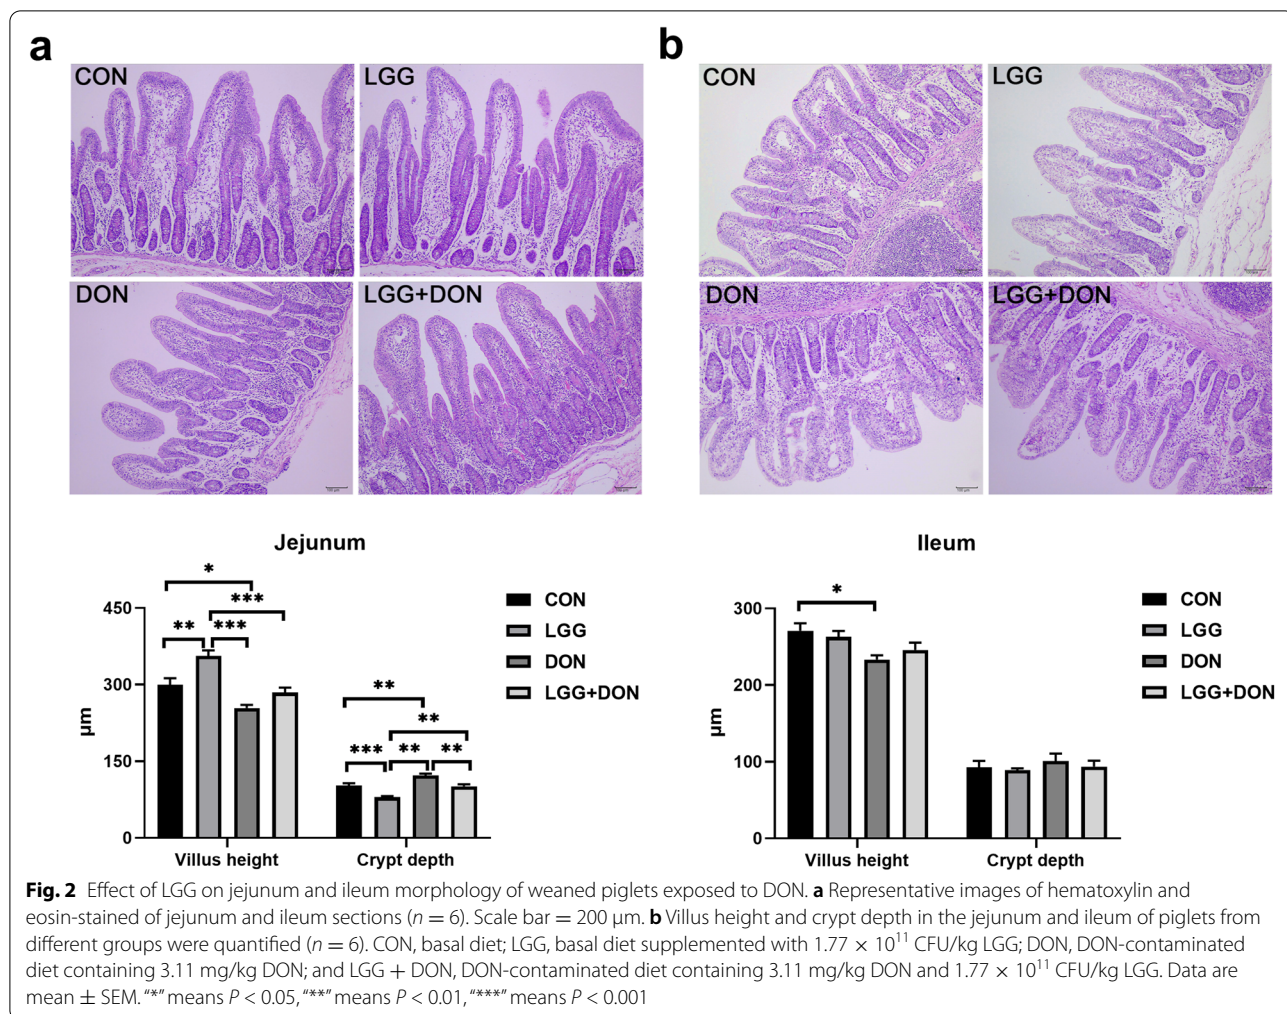 a
b
CON
LGG
CON
LGG
DON
LGG+DON
DON
LGG+DON
Jejunum
*
***
** ***
**
**
*** ** **
450
300
150
0
µm
Villus height
Crypt depth
CON
LGG
DON
LGG+DON
Ileum
*
300
200
100
0
µm
Villus height
Crypt depth
CON
LGG
DON
LGG+DON
Fig. 2 Effect of LGG on jejunum and ileum morphology of weaned piglets exposed to DON. a Representative images of hematoxylin and
eosin-stained of jejunum and ileum sections (n = 6). Scale bar = 200 µm. b Villus height and crypt depth in the jejunum and ileum of piglets from
different groups were quantified (n = 6). CON, basal diet; LGG, basal diet supplemented with 1.77 × 10¹¹ CFU/kg LGG; DON, DON-contaminated
diet containing 3.11 mg/kg DON; and LGG + DON, DON-contaminated diet containing 3.11 mg/kg DON and 1.77 × 10¹¹ CFU/kg LGG. Data are
mean ± SEM. “*” means P < 0.05, “**” means P < 0.01, “***” means P < 0.001